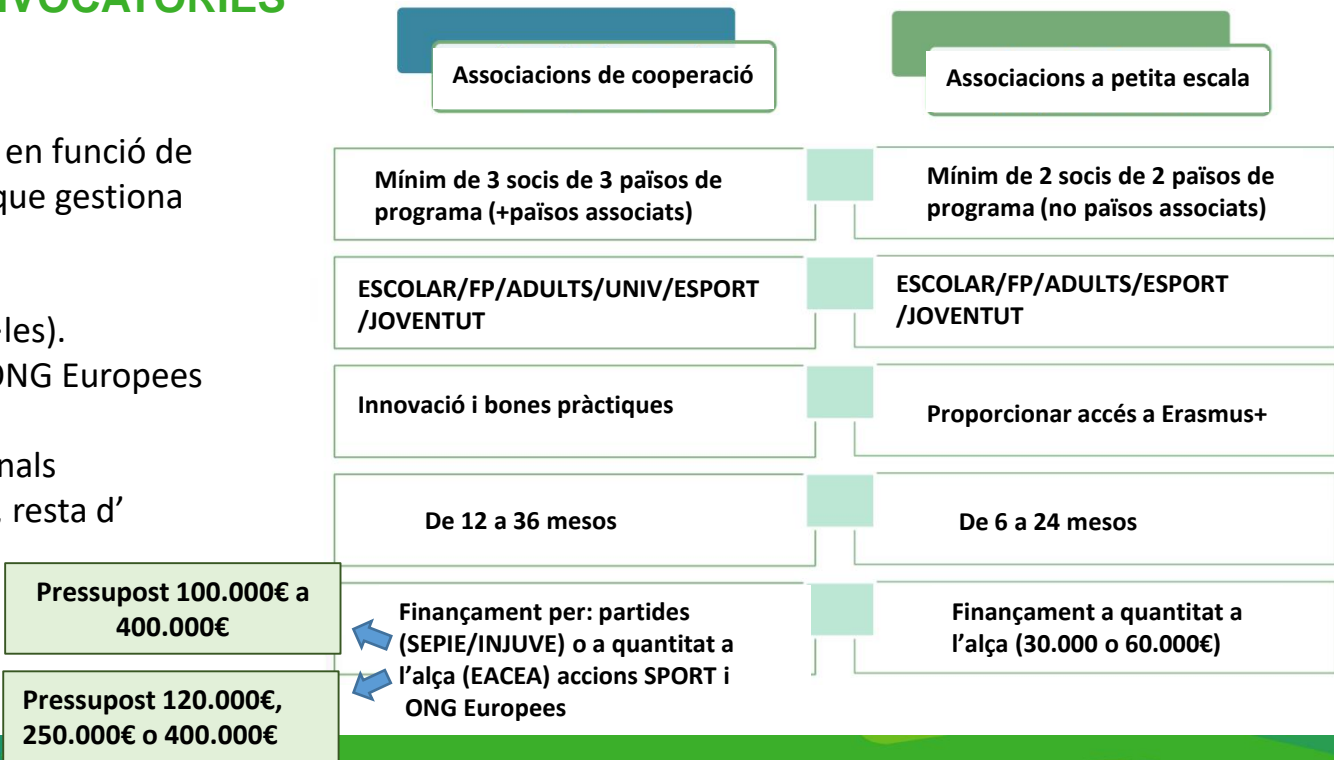 NVOCATÒRIES
en funció de
que gestiona
·les).
ONG Europees
nals
resta d’
Associacions de cooperació
Associacions a petita escala
Mínim de 3 socis de 3 països de
programa (+països associats)
Mínim de 2 socis de 2 països de
programa (no països associats)
ESCOLAR/FP/ADULTS/UNIV/ESPORT
/JOVENTUT
ESCOLAR/FP/ADULTS/ESPORT
/JOVENTUT
Innovació i bones pràctiques
Proporcionar accés a Erasmus+
De 12 a 36 mesos
De 6 a 24 mesos
Finançament per: partides
(SEPIE/INJUVE) o a quantitat a
l’alça (EACEA) accions SPORT i
ONG Europees
Finançament a quantitat a
l’alça (30.000 o 60.000€)
Pressupost 100.000€ a
400.000€
Pressupost 120.000€,
250.000€ o 400.000€